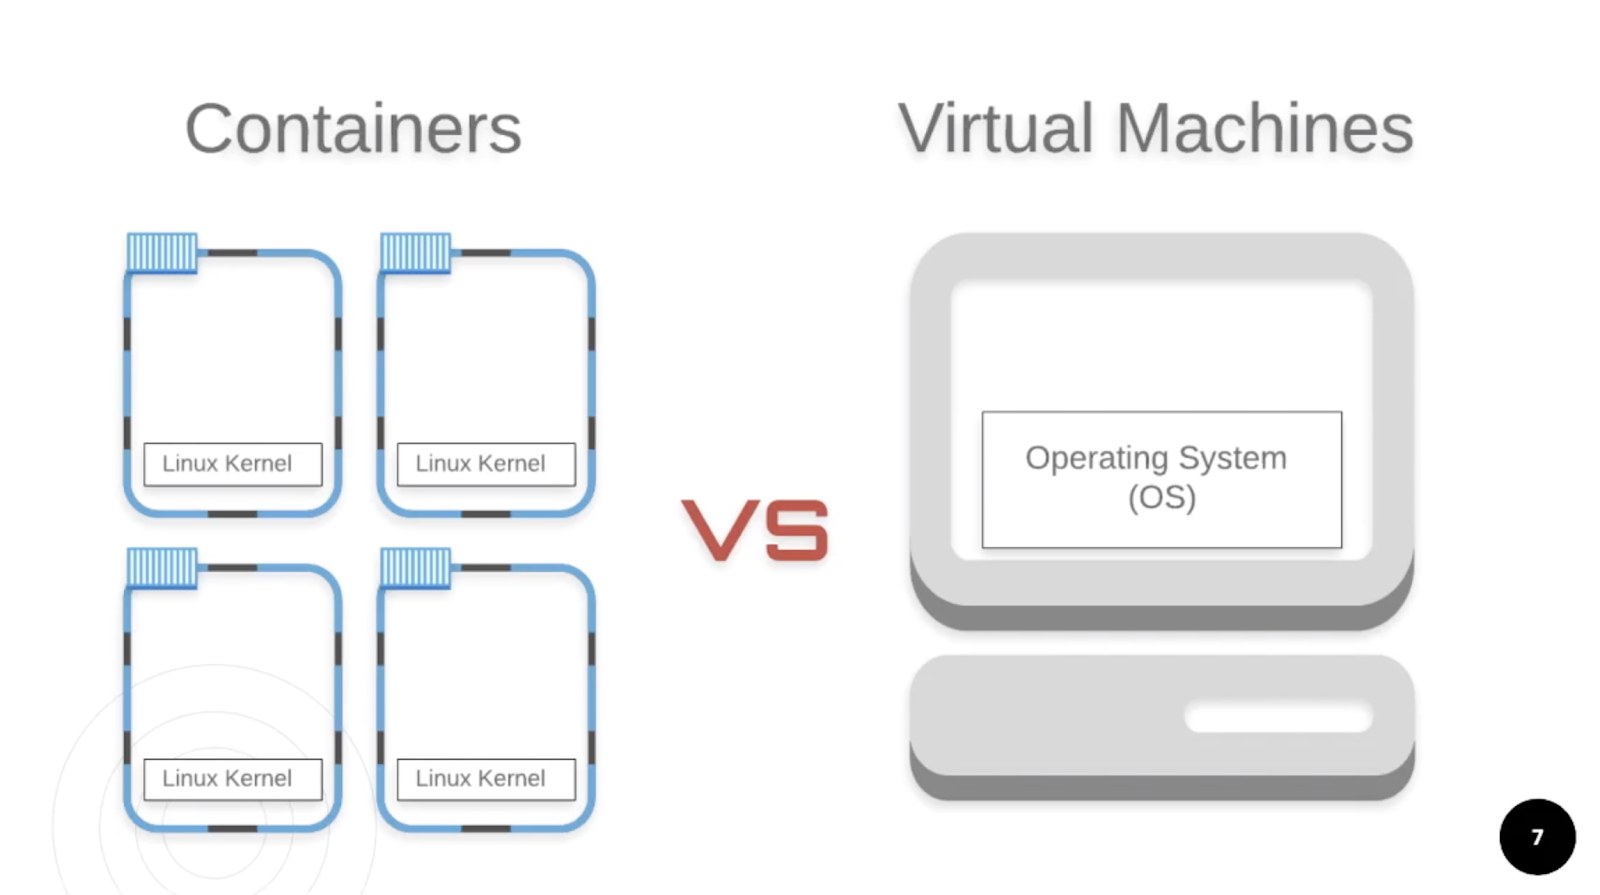 Containers
Virtual Machines
Linux Kernel
Linux Kernel
VS
Operating System
(OS)
Linux Kernel
Linux Kernel
7